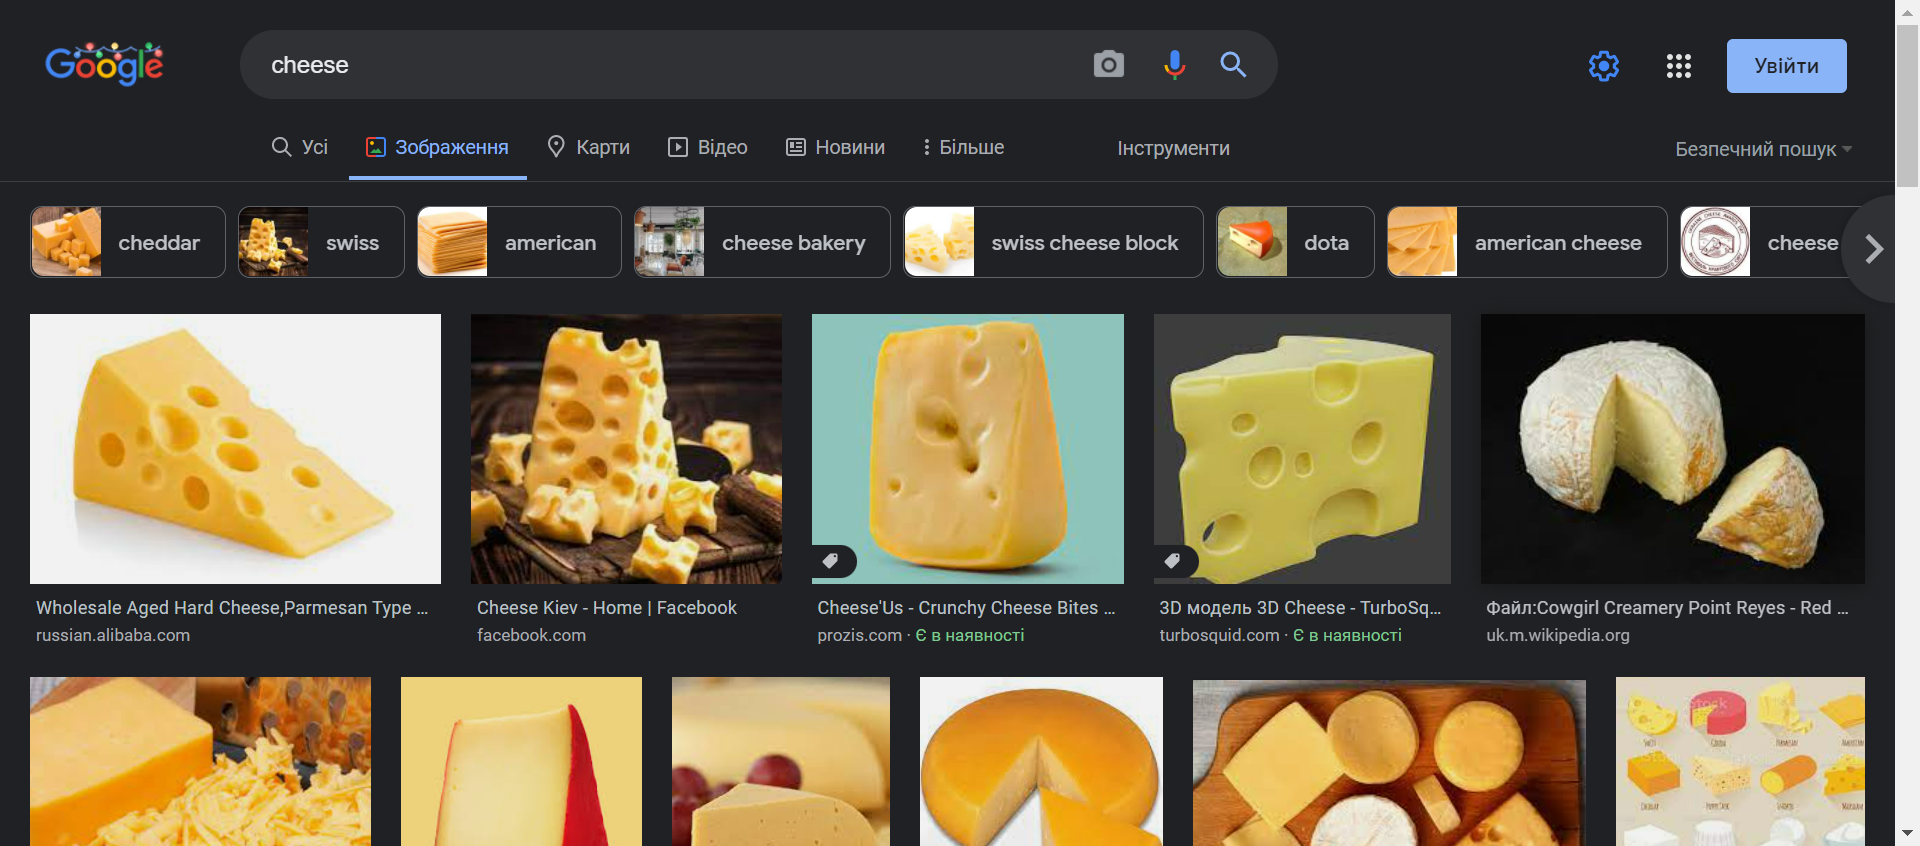 Google
cheese
Увійти
Усі
Зображення
Карти
Відео
Новини
Більше
Інструменти
Безпечний пошук
cheddar
swiss
american
cheese bakery
swiss cheese block
dota
american cheese
cheese
Wholesale Aged Hard Cheese,Parmesan Type ...
russian.alibaba.com
Cheese Kiev - Home | Facebook
facebook.com
Cheese'Us - Crunchy Cheese Bites ...
prozis.com · Є в наявності
3D модель 3D Cheese - TurboSq...
turbosquid.com · Є в наявності
Файл:Cowgirl Creamery Point Reyes - Red ...
uk.m.wikipedia.org